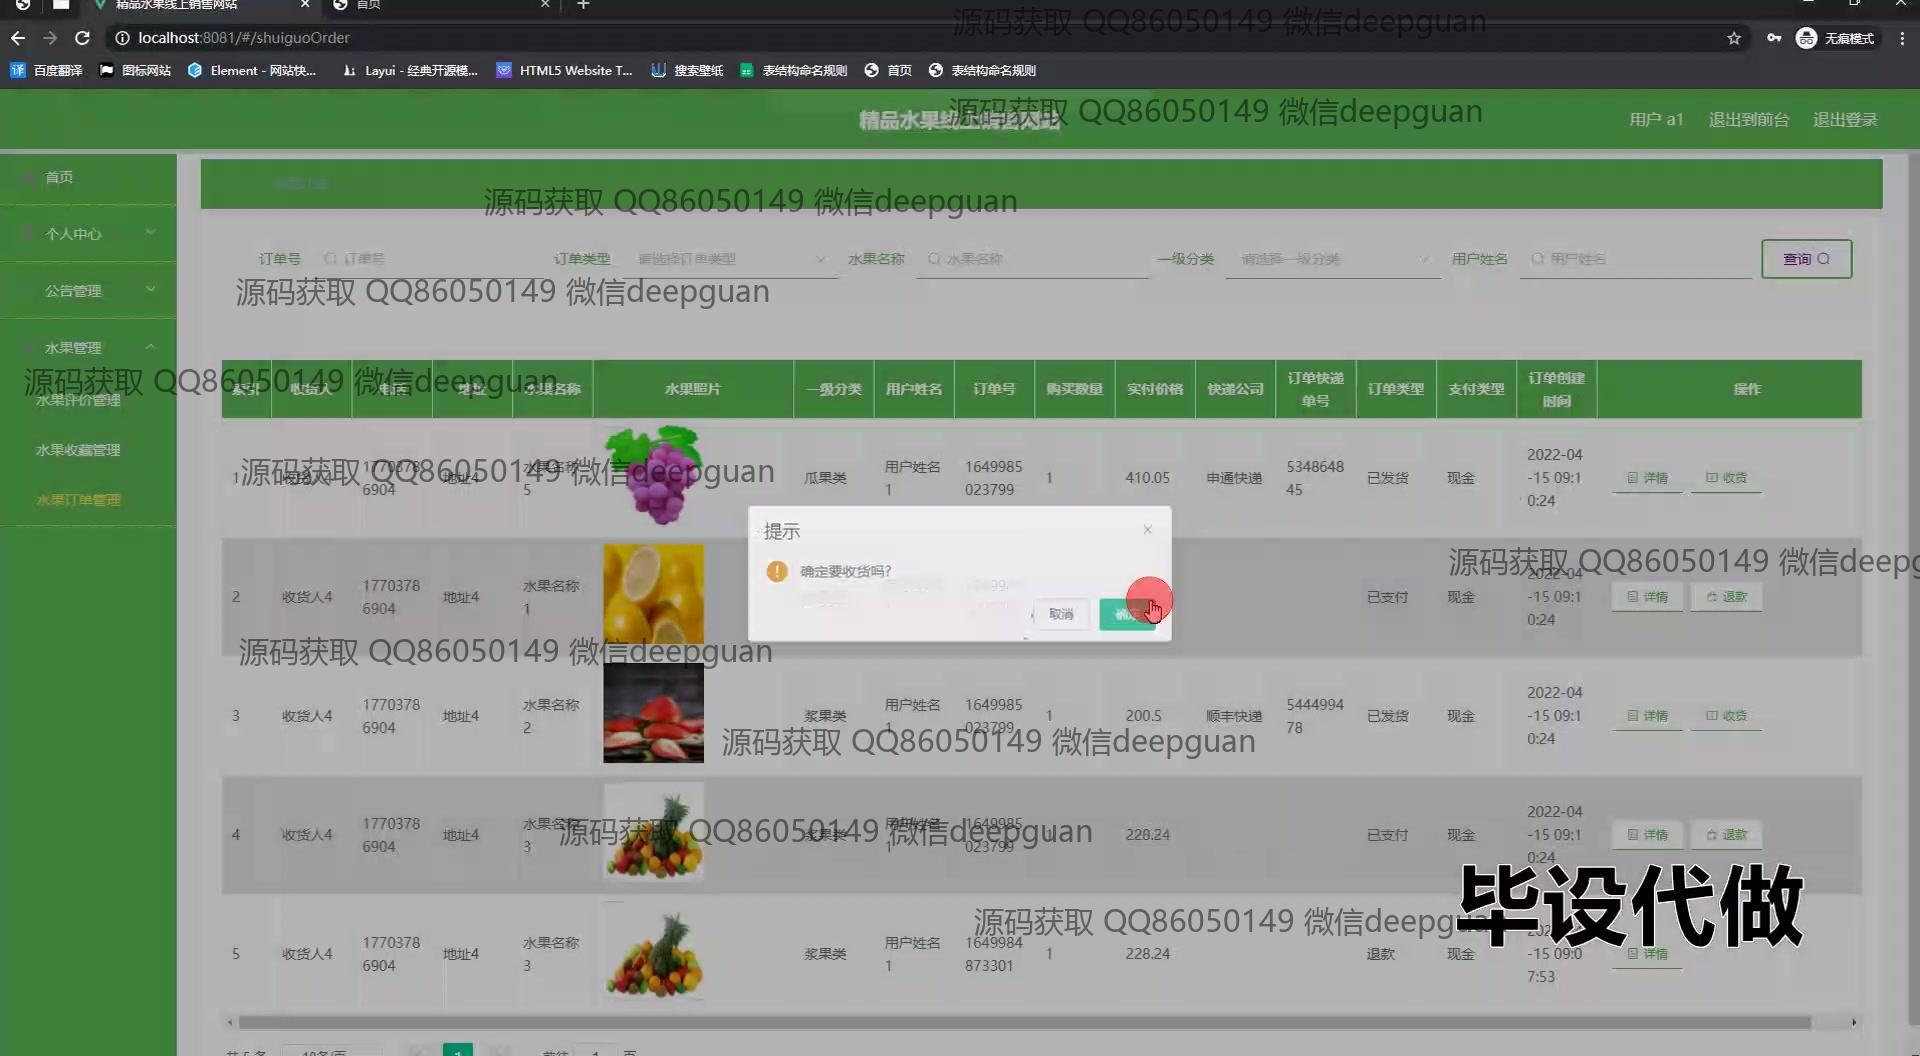 精品水果线上销售网站
首页
localhost:8081/#/shuiguoOrder
无痕模式
百度翻译
图标网站
Element - 网站快...
Layui - 经典开源模...
HTML5 Website T...
搜索壁纸
表结构命名规则
首页
表结构命名规则
源码获取 QQ86050149 微信deepguan
精品水果线上销售网站
源码获取 QQ86050149 微信deepguan
用户 a1
退出到前台
退出登录
首页
个人中心
公告管理
水果管理
水果评价管理
水果收藏管理
水果订单管理
源码获取 QQ86050149 微信deepguan
订单号
订单号
订单类型
请选择订单类型
水果名称
水果名称
一级分类
请选择一级分类
用户姓名
用户姓名
查询
源码获取 QQ86050149 微信deepguan
源码获取 QQ86050149 微信deepguan
索引 收货人 电话 地址 水果名称 水果照片 一级分类 用户姓名 订单号 购买数量 实付价格 快递公司 订单快递单号 订单类型 支付类型 订单创建时间 操作
1 收货人4 17703786904 地址4 水果名称5 瓜果类 用户姓名1 1649985023799 1 410.05 申通快递 534864845 已发货 现金 2022-04-15 09:10:24 详情 收货
源码获取 QQ86050149 微信deepguan
提示
确定要收货吗?
取消
2 收货人4 17703786904 地址4 水果名称1 已支付 现金 2022-04-15 09:10:24 详情 退款
源码获取 QQ86050149 微信deepg
源码获取 QQ86050149 微信deepguan
3 收货人4 17703786904 地址4 水果名称2 浆果类 用户姓名1 1649985023799 1 200.5 顺丰快递 544499478 已发货 现金 2022-04-15 09:10:24 详情 收货
源码获取 QQ86050149 微信deepguan
4 收货人4 17703786904 地址4 水果名称3 浆果类 用户姓名1 1649985023799 228.24 已支付 现金 2022-04-15 09:10:24 详情 退款
源码获取 QQ86050149 微信deepguan
毕设代做
源码获取 QQ86050149 微信deepguan
5 收货人4 17703786904 地址4 水果名称3 浆果类 用户姓名1 1649984873301 1 228.24 退款 现金 2022-04-15 09:07:53 详情
共 5 条 10条/页 1 前往 1 页